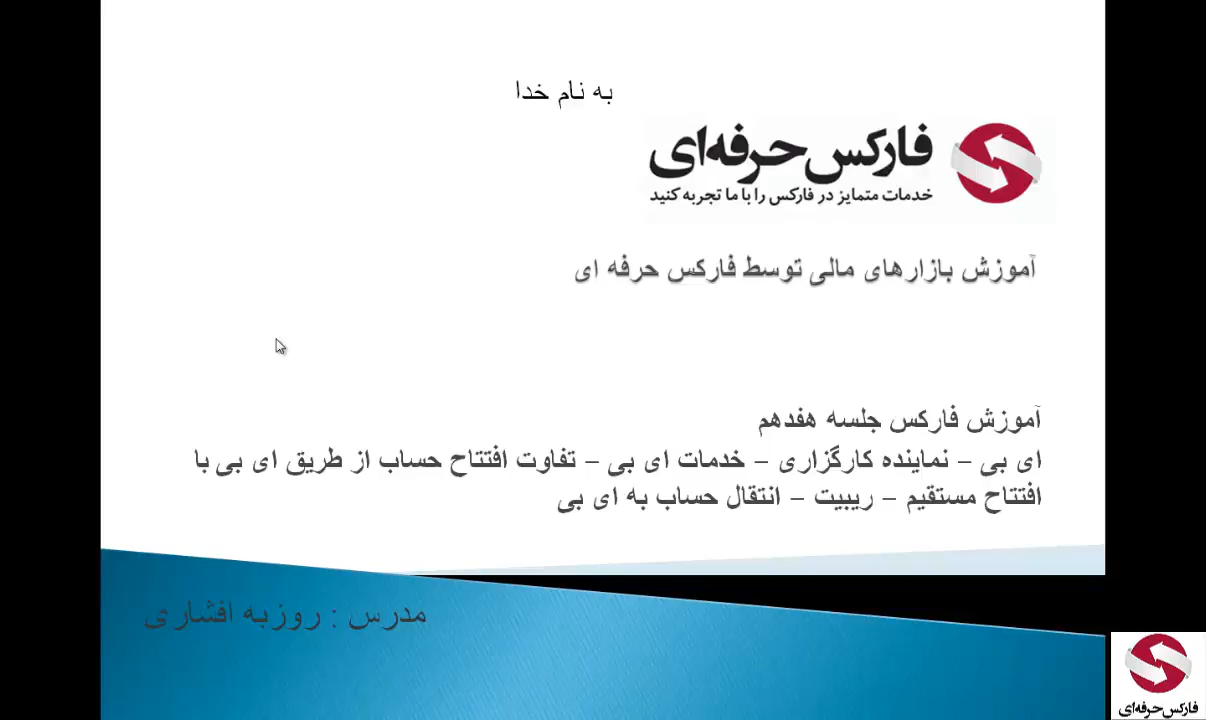 به نام خدا
فارکس حرفه‌ای
خدمات متمایز در فارکس را با ما تجربه کنید
آموزش بازارهای مالی توسط فارکس حرفه ای
آموزش فارکس جلسه هفدهم
ای بی – نماینده کارگزاری – خدمات ای بی – تفاوت افتتاح حساب از طریق ای بی با
افتتاح مستقیم – ریبیت – انتقال حساب به ای بی
مدرس : روزبه افشاری
فارکس حرفه‌ای